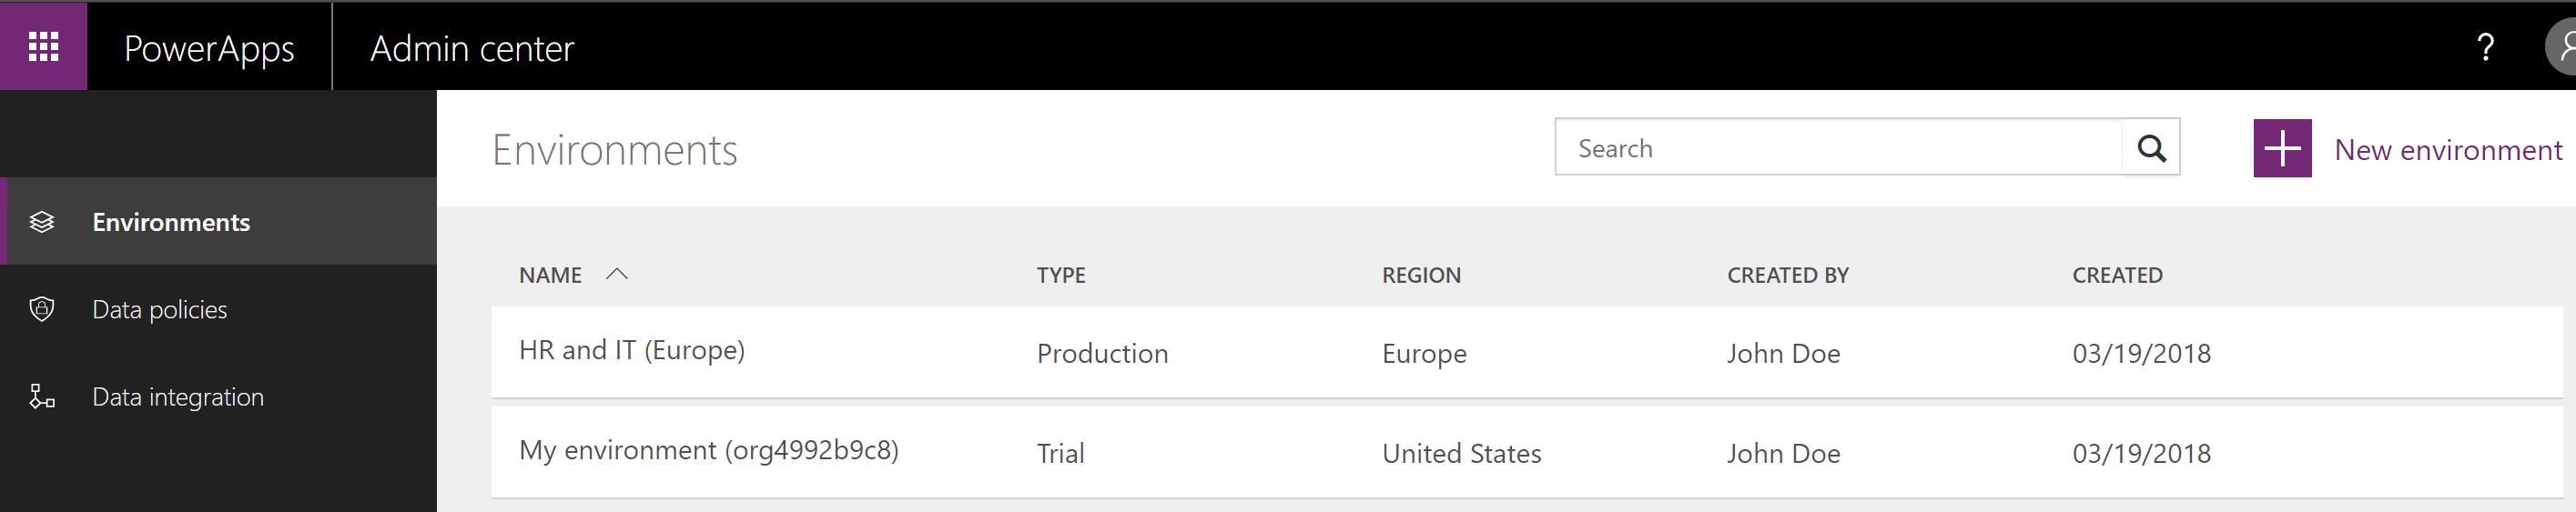 PowerApps Admin center ?
Environments
Data policies
Data integration
Environments Search New environment
NAME TYPE REGION CREATED BY CREATED
HR and IT (Europe) Production Europe John Doe 03/19/2018
My environment (org4992b9c8) Trial United States John Doe 03/19/2018